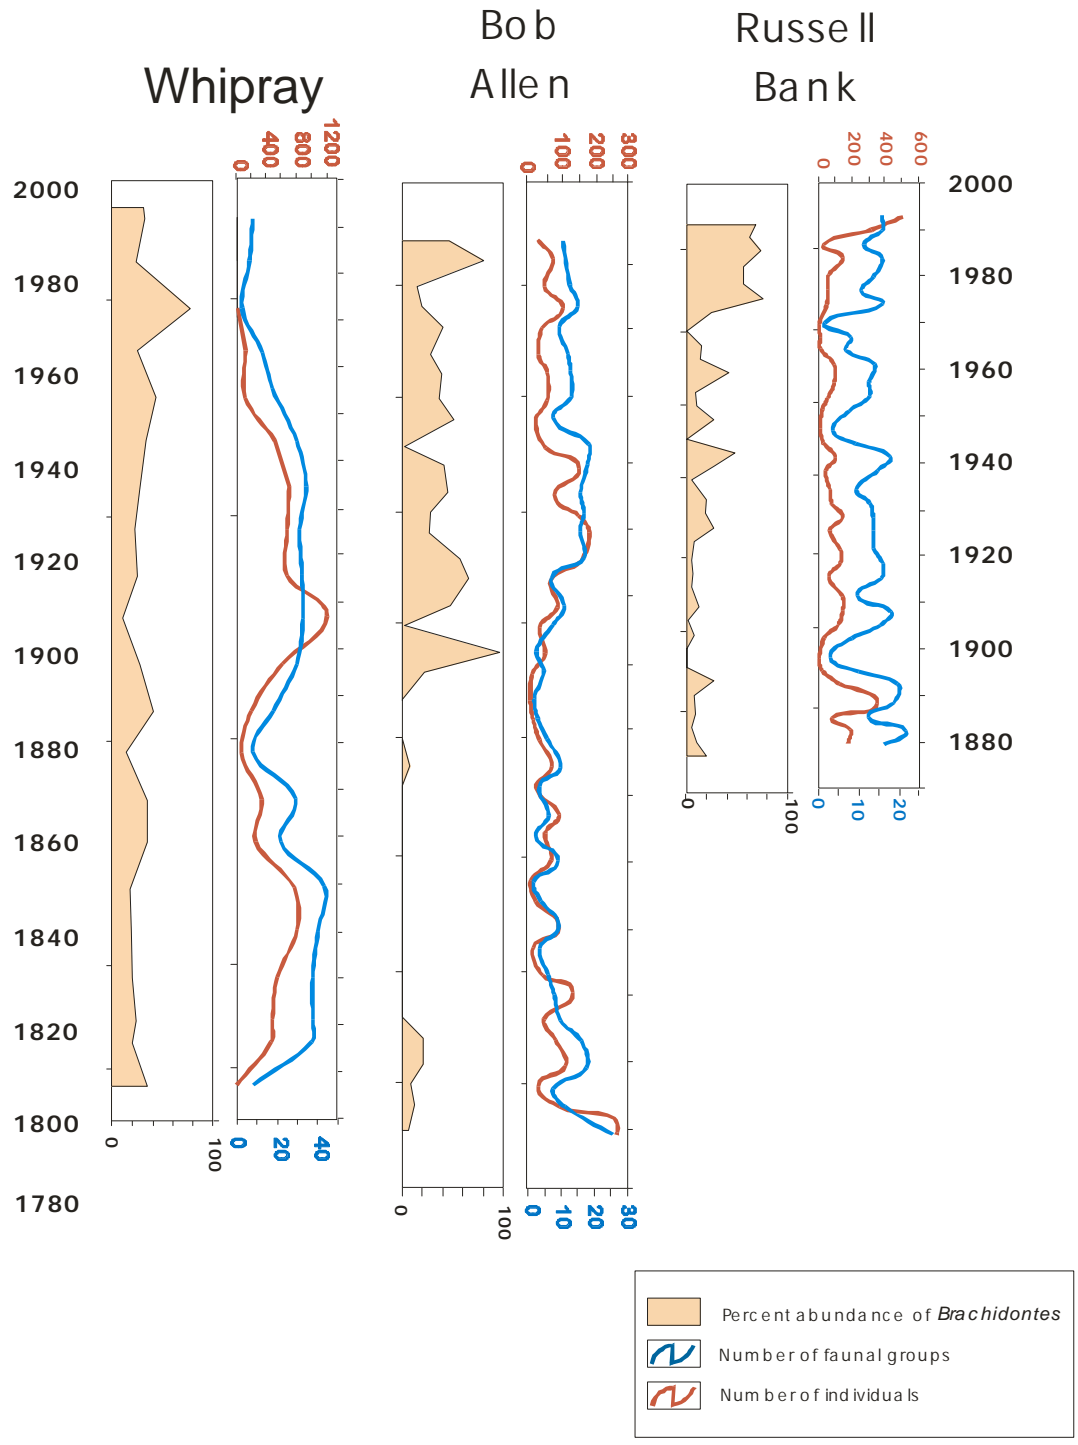 Bob
Allen
Russell
Bank
Whipray
0 400 800 1200
0 100 200 300
0 200 400 600
2000
1980
1960
1940
1920
1900
1880
1860
1840
1820
1800
1780
2000
1980
1960
1940
1920
1900
1880
0 100
0 20 40
0 100
0 10 20 30
0 100
0 10 20
Percent abundance of Brachidontes
Number of faunal groups
Number of individuals